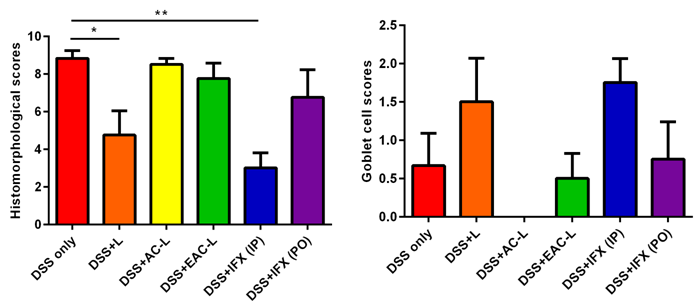 **
*
Histomorphological scores
10
8
6
4
2
0
DSS only
DSS+L
DSS+AC-L
DSS+EAC-L
DSS+IFX (IP)
DSS+IFX (PO)
Goblet cell scores
2.5
2.0
1.5
1.0
0.5
0.0
DSS only
DSS+L
DSS+AC-L
DSS+EAC-L
DSS+IFX (IP)
DSS+IFX (PO)